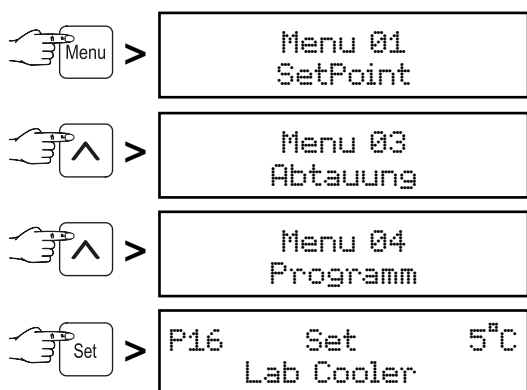 Menu > Menu 01
SetPoint
> Menu 03
Abtauung
> Menu 04
Programm
Set > P16 Set 5°C
Lab Cooler